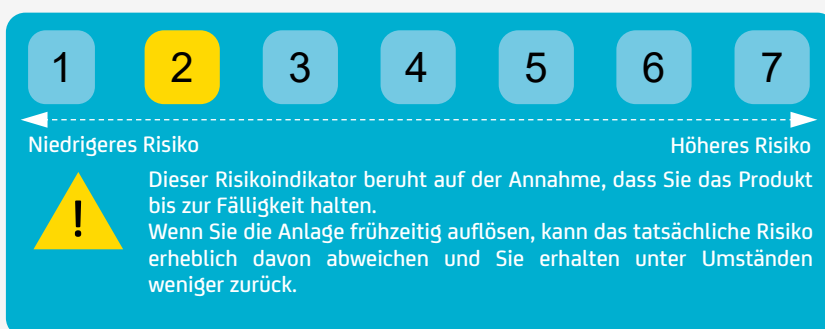 1 2 3 4 5 6 7
Niedrigeres Risiko Höheres Risiko
!
Dieser Risikoindikator beruht auf der Annahme, dass Sie das Produkt
bis zur Fälligkeit halten.
Wenn Sie die Anlage frühzeitig auflösen, kann das tatsächliche Risiko
erheblich davon abweichen und Sie erhalten unter Umständen
weniger zurück.